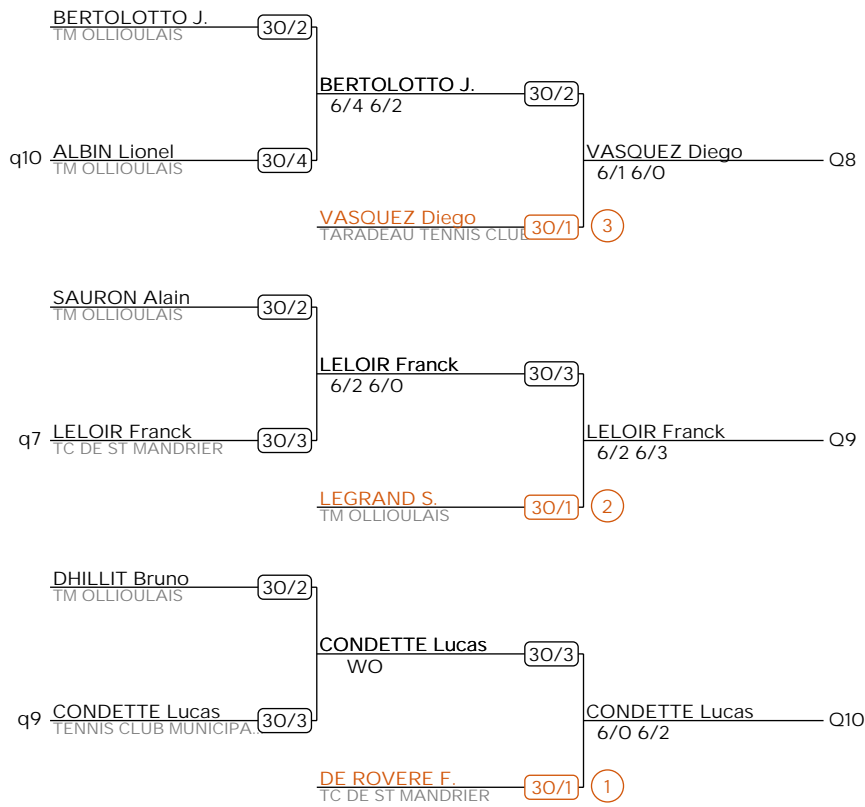 BERTOLOTTO J. 30/2
TM OLLIOULAIS
BERTOLOTTO J. 30/2
6/4 6/2
q10 ALBIN Lionel 30/4
TM OLLIOULAIS
VASQUEZ Diego Q8
6/1 6/0
VASQUEZ Diego 30/1 3
TARADEAU TENNIS CLUB
SAURON Alain 30/2
TM OLLIOULAIS
LELOIR Franck 30/3
6/2 6/0
q7 LELOIR Franck 30/3
TC DE ST MANDRIER
LELOIR Franck Q9
6/2 6/3
LEGRAND S. 30/1 2
TM OLLIOULAIS
DHILLIT Bruno 30/2
TM OLLIOULAIS
CONDETTE Lucas 30/3
WO
q9 CONDETTE Lucas 30/3
TENNIS CLUB MUNICIPA...
CONDETTE Lucas Q10
6/0 6/2
DE ROVERE F. 30/1 1
TC DE ST MANDRIER